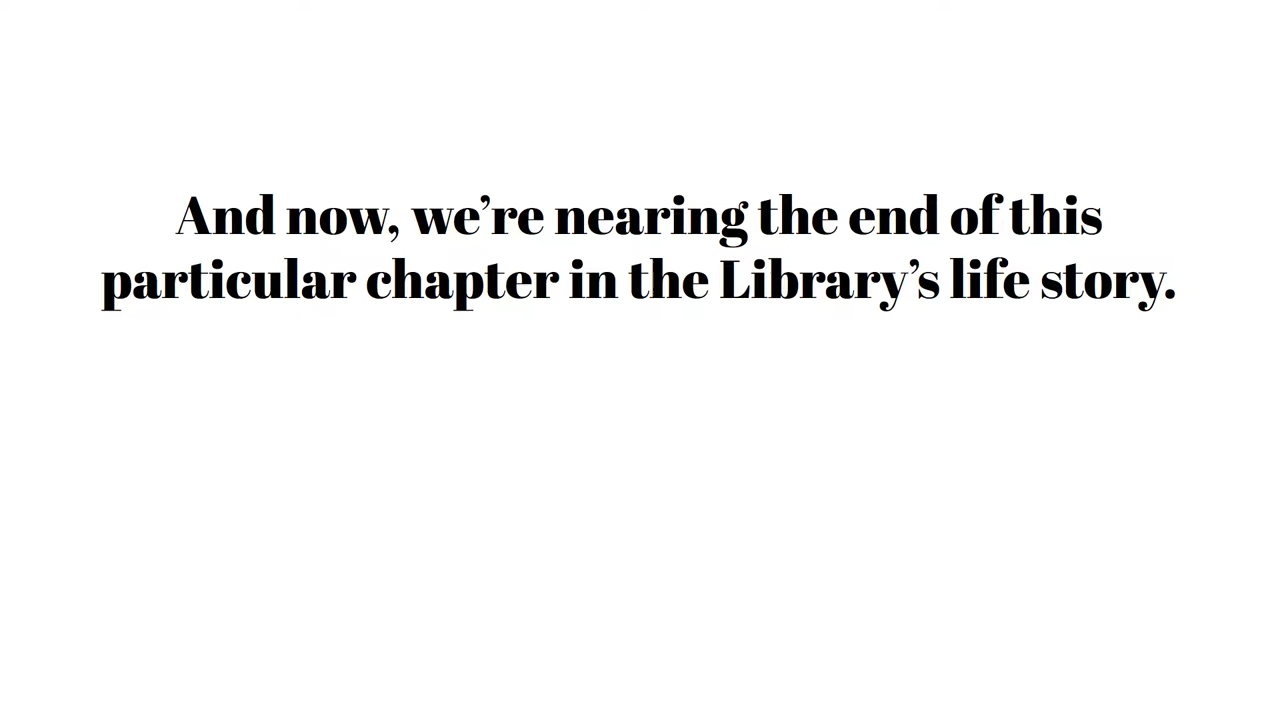 And now, we’re nearing the end of this
particular chapter in the Library’s life story.